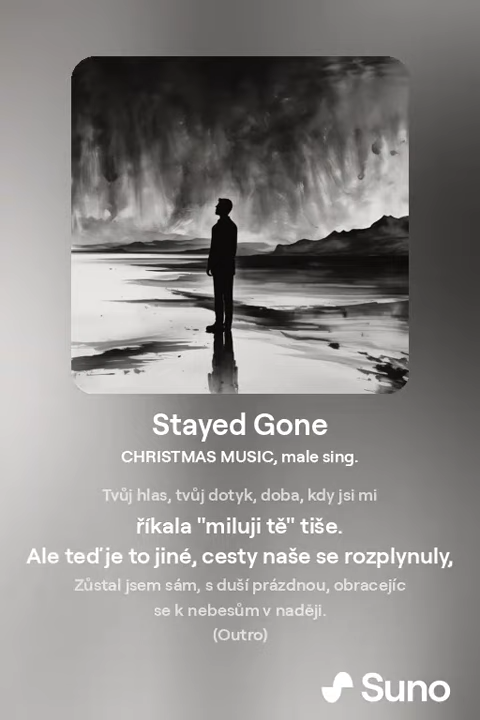 Stayed Gone
CHRISTMAS MUSIC, male sing.
Tvůj hlas, tvůj dotyk, doba, kdy jsi mi
říkala "miluji tě" tiše.
Ale teď je to jiné, cesty naše se rozplynuly,
Zůstal jsem sám, s duší prázdnou, obracejíc
se k nebesům v naději.
(Outro)
Suno